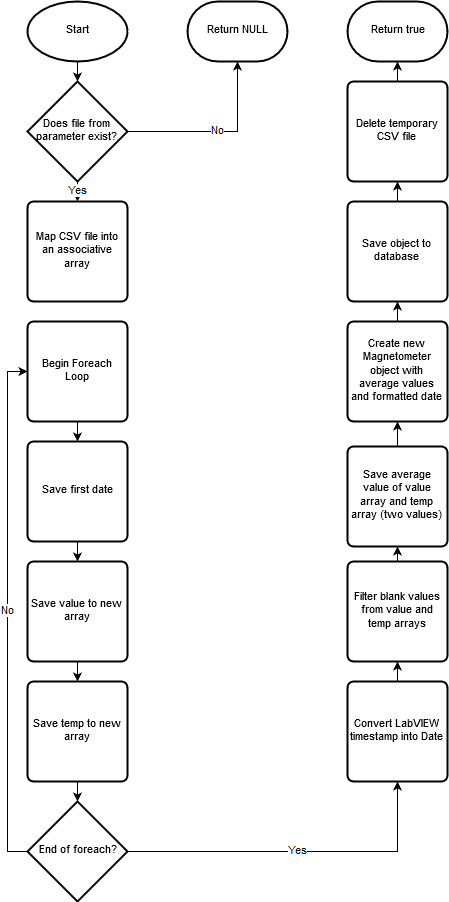 Start
Return NULL
Return true
Does file from
parameter exist?
No
Yes
Map CSV file into
an associative
array
Begin Foreach
Loop
Save first date
Save value to new
array
No
Save temp to new
array
End of foreach?
Yes
Convert LabVIEW
timestamp into Date
Filter blank values
from value and
temp arrays
Save average
value of value
array and temp
array (two values)
Create new
Magnetometer
object with
average values
and formatted date
Save object to
database
Delete temporary
CSV file